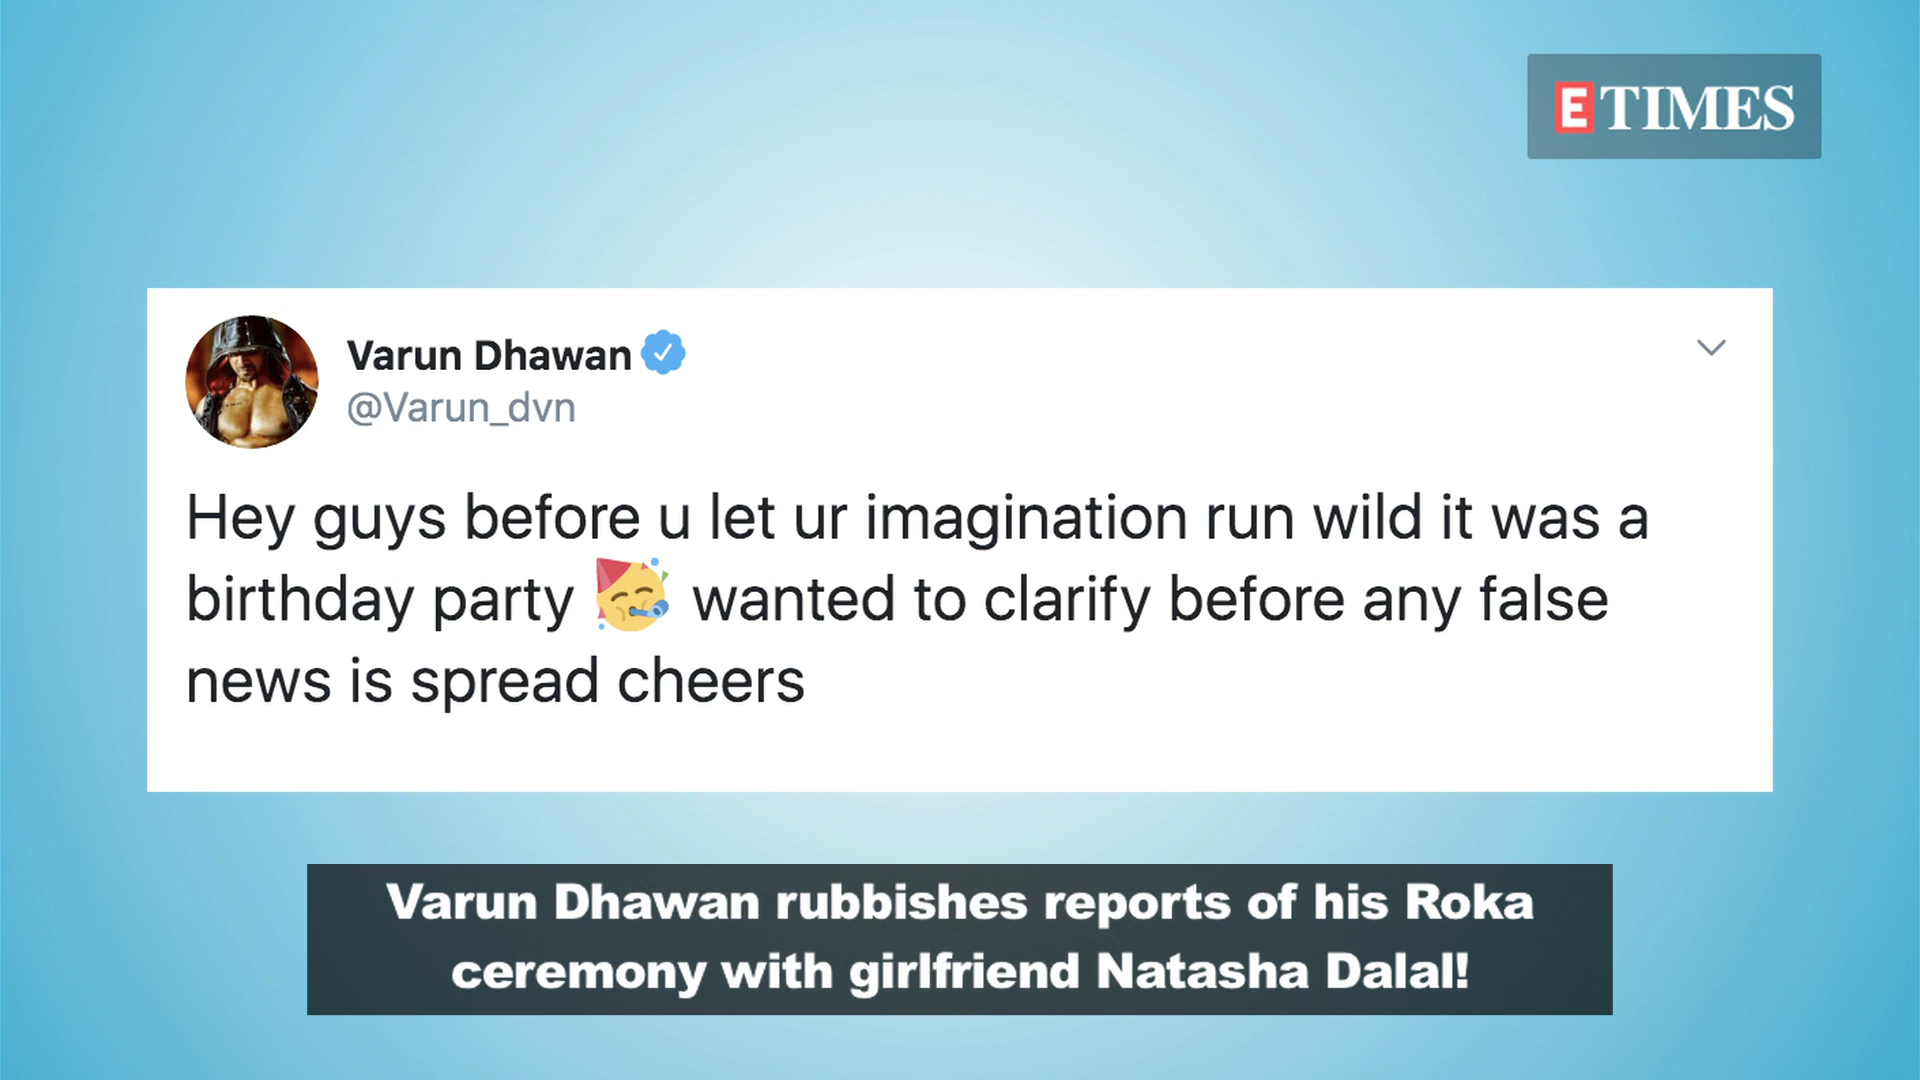 E TIMES
Varun Dhawan
@Varun_dvn
Hey guys before u let ur imagination run wild it was a
birthday party 🥳 wanted to clarify before any false
news is spread cheers
Varun Dhawan rubbishes reports of his Roka
ceremony with girlfriend Natasha Dalal!